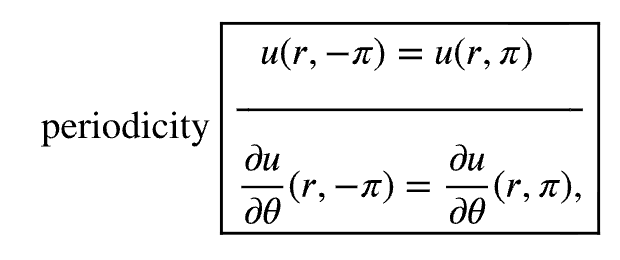 u(r, −π) = u(r, π)
periodicity
∂u/∂θ (r, −π) = ∂u/∂θ (r, π),